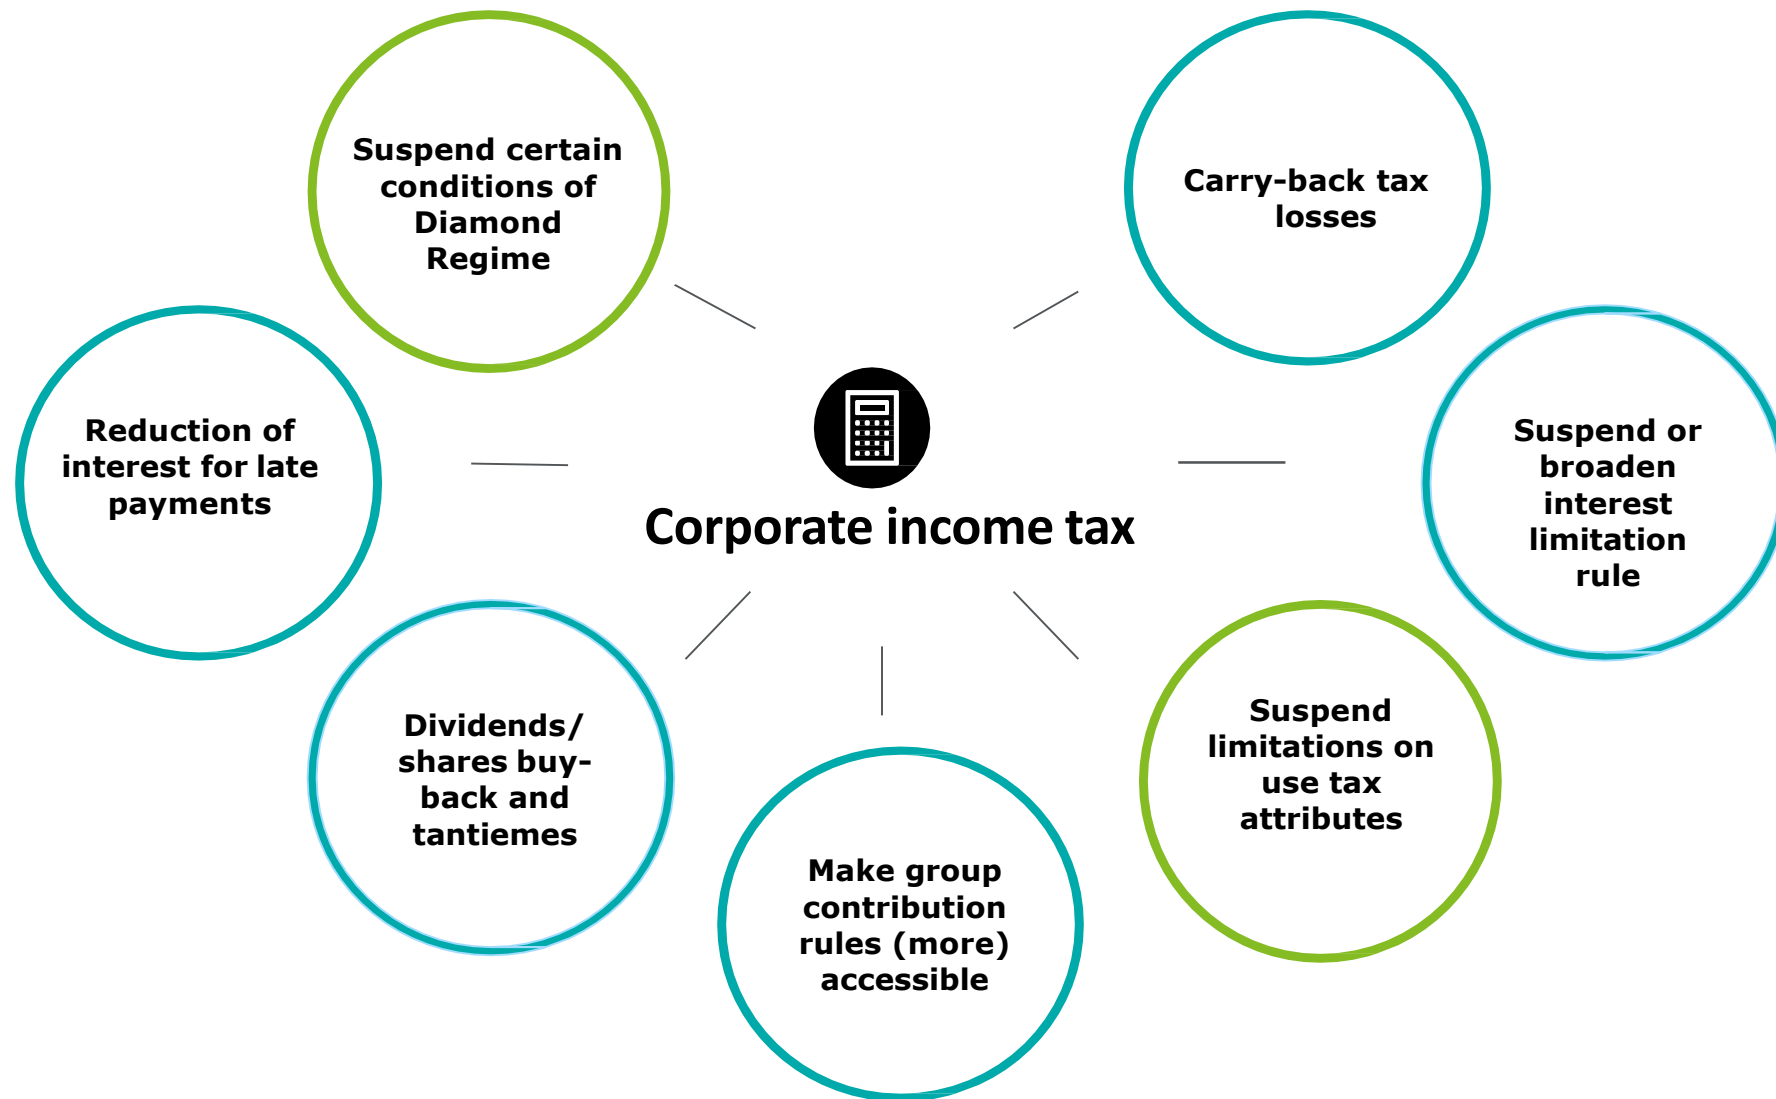 Suspend certain
conditions of
Diamond
Regime
Carry-back tax
losses
Reduction of
interest for late
payments
Suspend or
broaden
interest
limitation
rule
Corporate income tax
Dividends/
shares buy-
back and
tantiemes
Make group
contribution
rules (more)
accessible
Suspend
limitations on
use tax
attributes